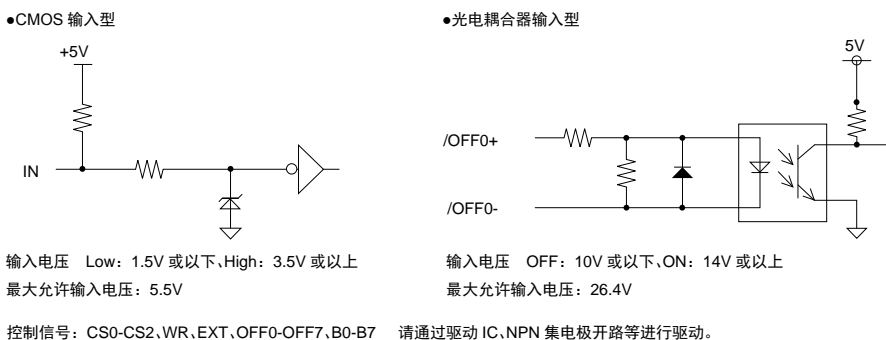 ●CMOS 输入型
+5V
IN
输入电压 Low：1.5V 或以下、High：3.5V 或以上
最大允许输入电压：5.5V
●光电耦合器输入型
5V
/OFF0+
/OFF0-
输入电压 OFF：10V 或以下、ON：14V 或以上
最大允许输入电压：26.4V
控制信号：CS0-CS2、WR、EXT、OFF0-OFF7、B0-B7 请通过驱动 IC、NPN 集电极开路等进行驱动。